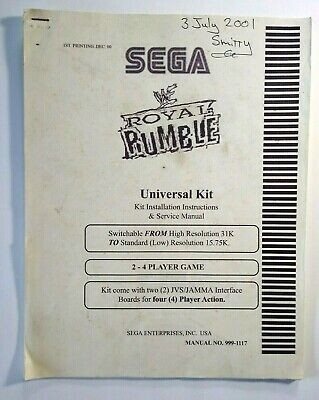 3 July 2001
Smitty
1ST PRINTING DEC 00
SEGA
W
ROYAL
RUMBLE
Universal Kit
Kit Installation Instructions
& Service Manual
Switchable FROM High Resolution 31K
TO Standard (Low) Resolution 15.75K.
2 - 4 PLAYER GAME
Kit come with two (2) JVS/JAMMA Interface
Boards for four (4) Player Action.
SEGA ENTERPRISES, INC. USA
MANUAL NO. 999-1117